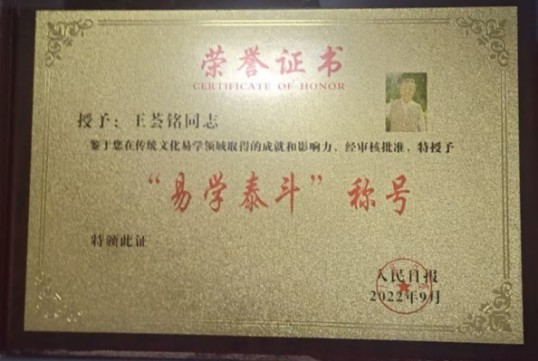 荣誉证书
CERTIFICATE OF HONOR
授予：王荟铭同志
鉴于您在传统文化易学领域取得的成就和影响力，经审核批准，特授予
“易学泰斗”称号
特颁此证
人民日报
2022年9月